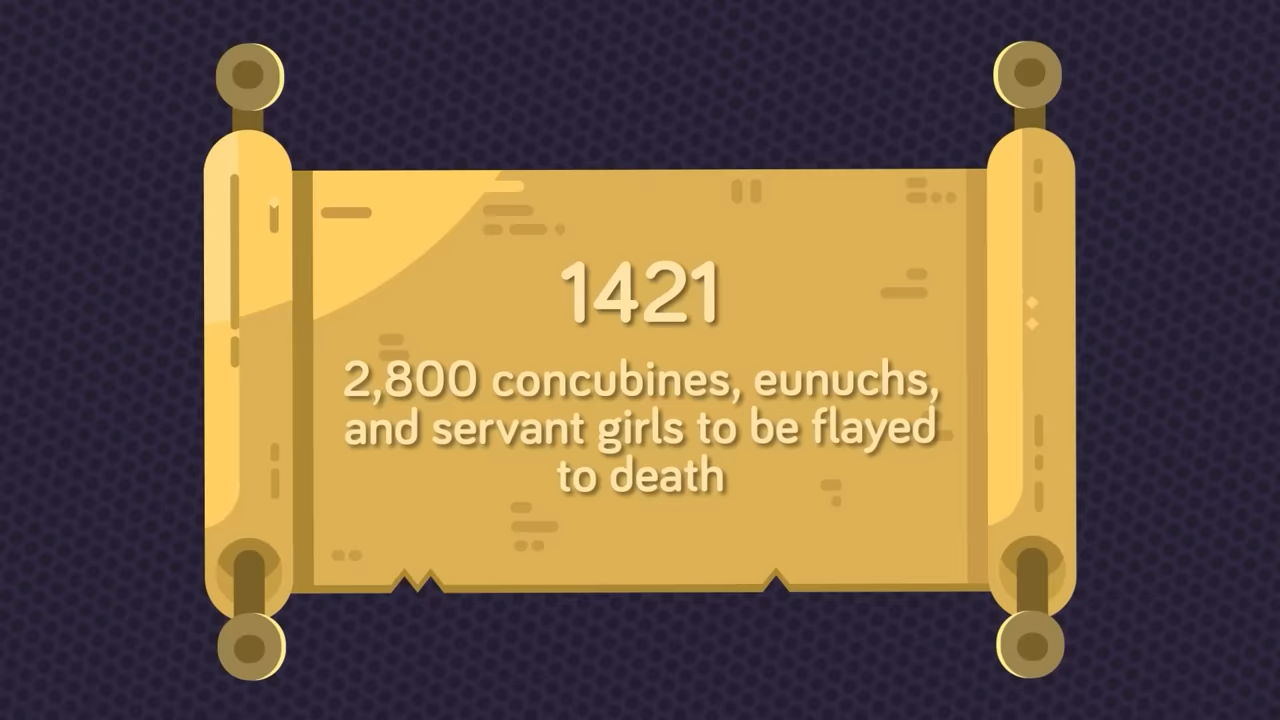 1421
2,800 concubines, eunuchs,
and servant girls to be flayed
to death